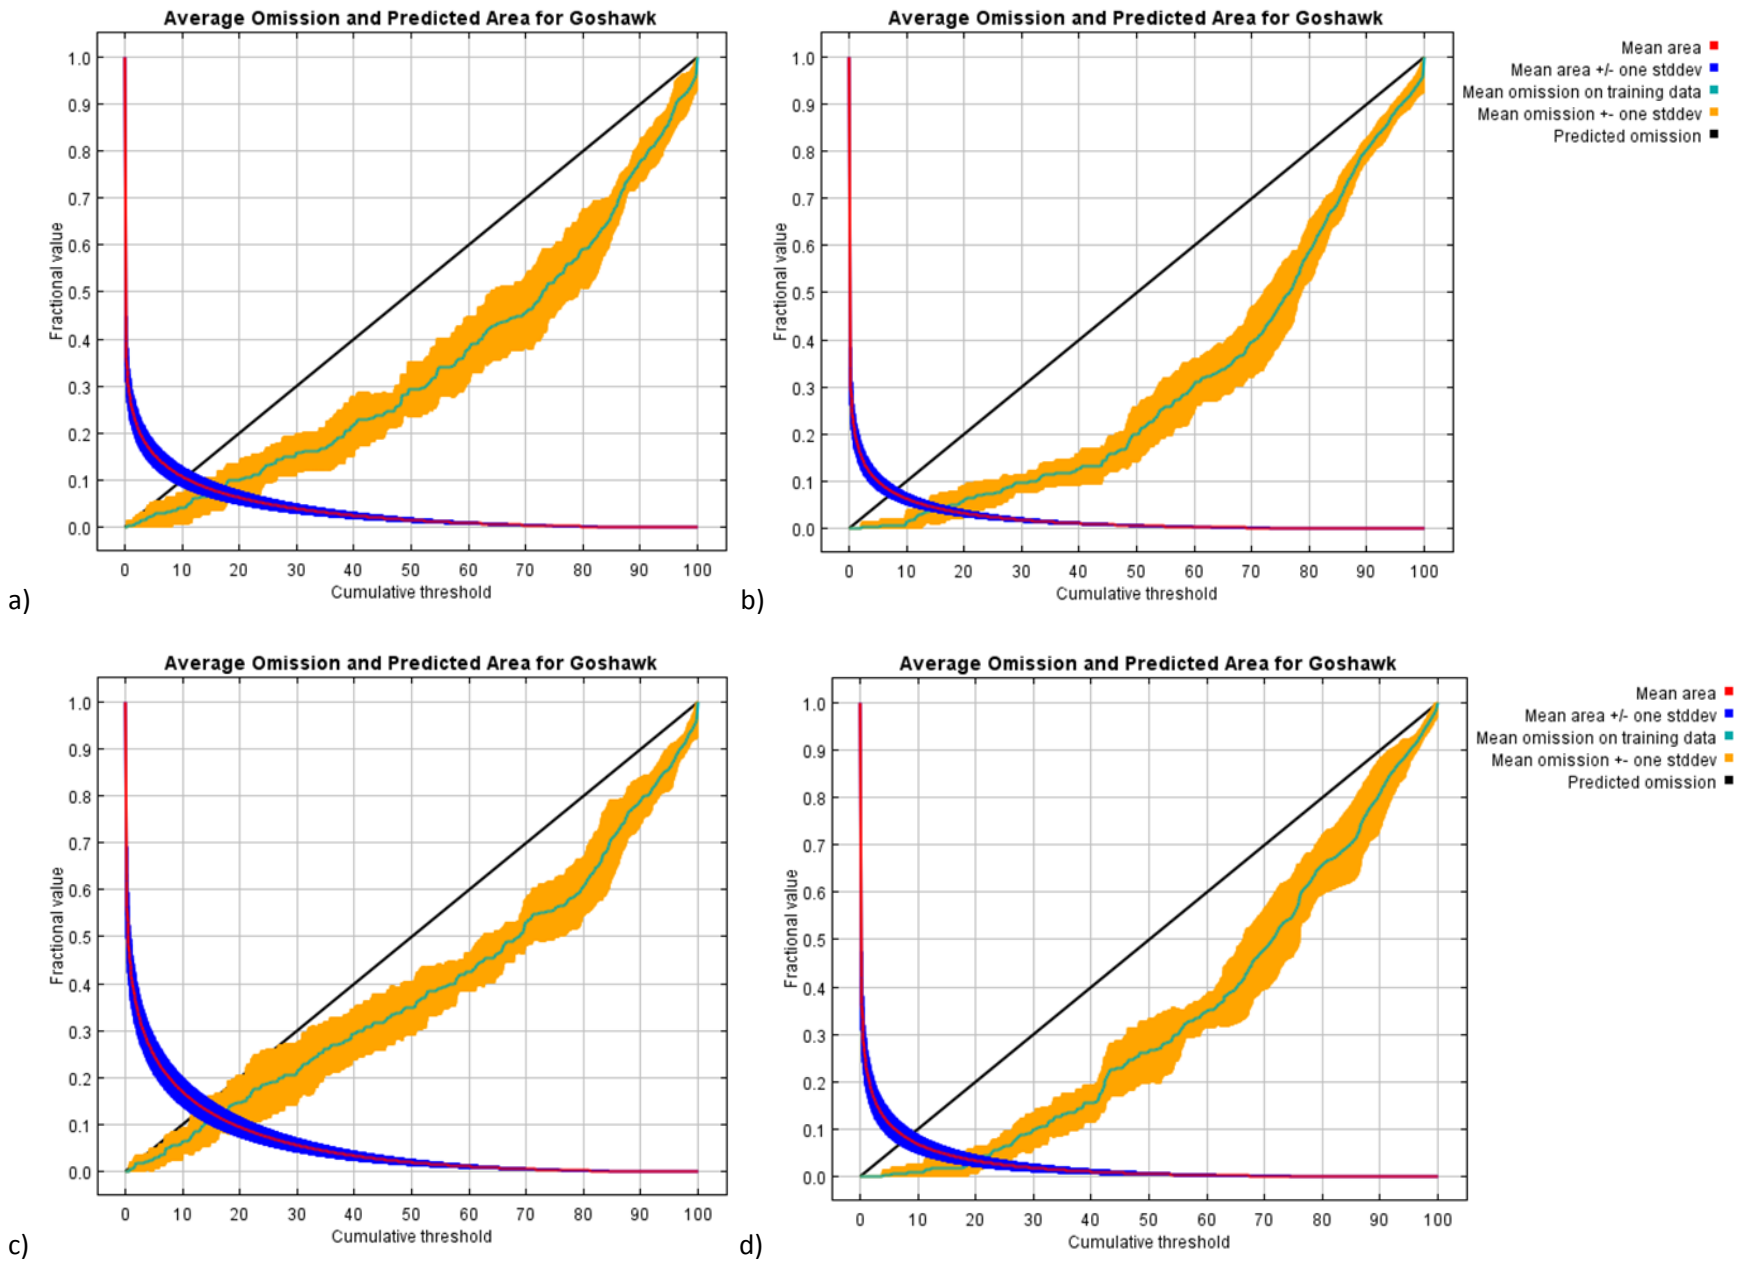 Average Omission and Predicted Area for Goshawk
1.0
0.9
0.8
0.7
0.6
0.5
0.4
0.3
0.2
0.1
0.0
Fractional value
0 10 20 30 40 50 60 70 80 90 100
Cumulative threshold
a)
Average Omission and Predicted Area for Goshawk
1.0
0.9
0.8
0.7
0.6
0.5
0.4
0.3
0.2
0.1
0.0
Fractional value
0 10 20 30 40 50 60 70 80 90 100
Cumulative threshold
b)
Mean area
Mean area +/- one stddev
Mean omission on training data
Mean omission +- one stddev
Predicted omission
Average Omission and Predicted Area for Goshawk
1.0
0.9
0.8
0.7
0.6
0.5
0.4
0.3
0.2
0.1
0.0
Fractional value
0 10 20 30 40 50 60 70 80 90 100
Cumulative threshold
c)
Average Omission and Predicted Area for Goshawk
1.0
0.9
0.8
0.7
0.6
0.5
0.4
0.3
0.2
0.1
0.0
Fractional value
0 10 20 30 40 50 60 70 80 90 100
Cumulative threshold
d)
Mean area
Mean area +/- one stddev
Mean omission on training data
Mean omission +- one stddev
Predicted omission